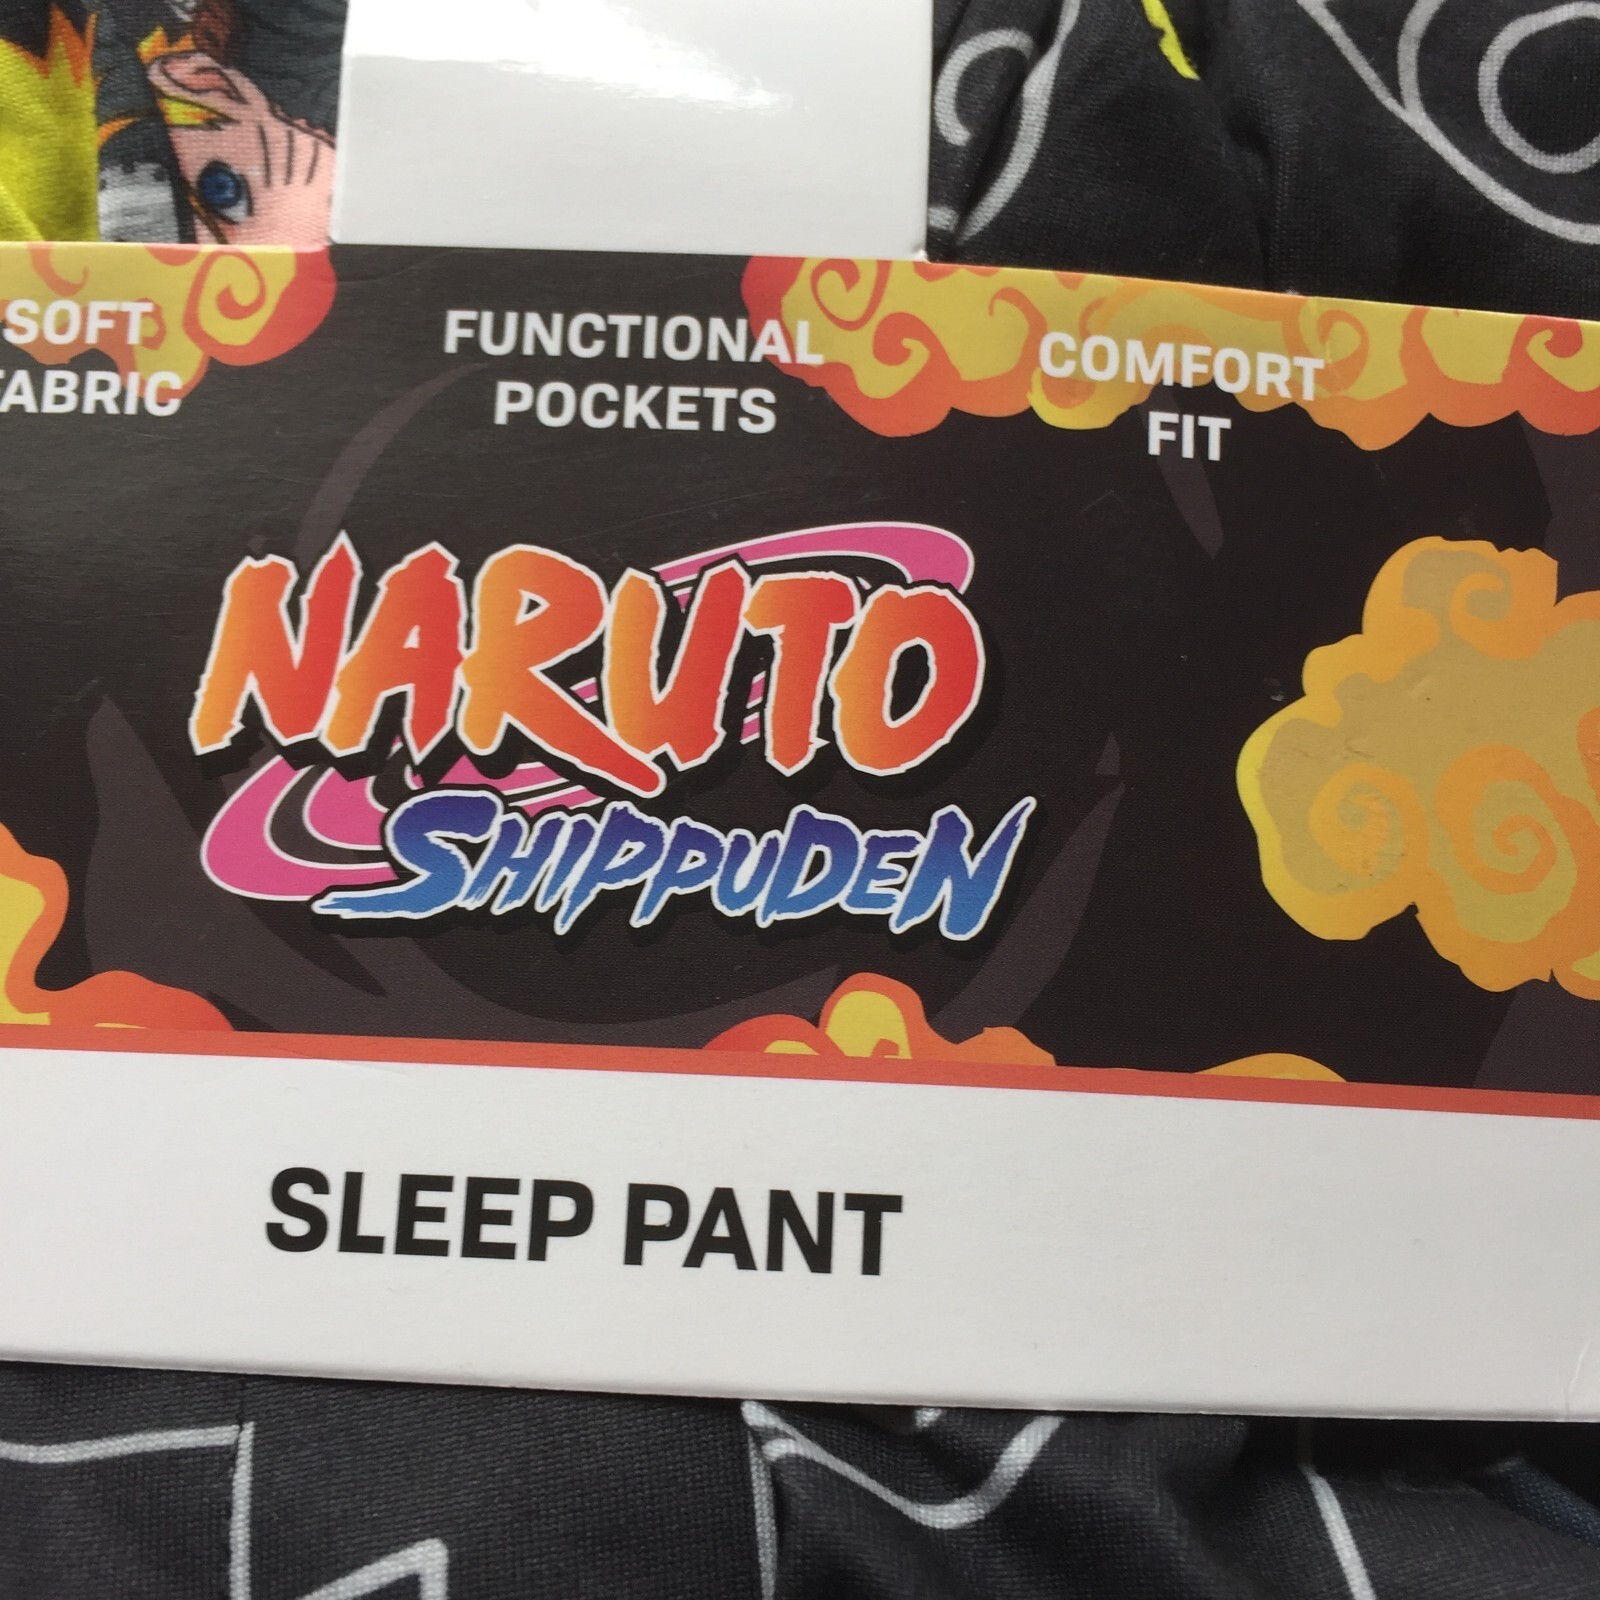 SOFT
FABRIC
FUNCTIONAL
POCKETS
COMFORT
FIT
NARUTO
SHIPPUDEN
SLEEP PANT